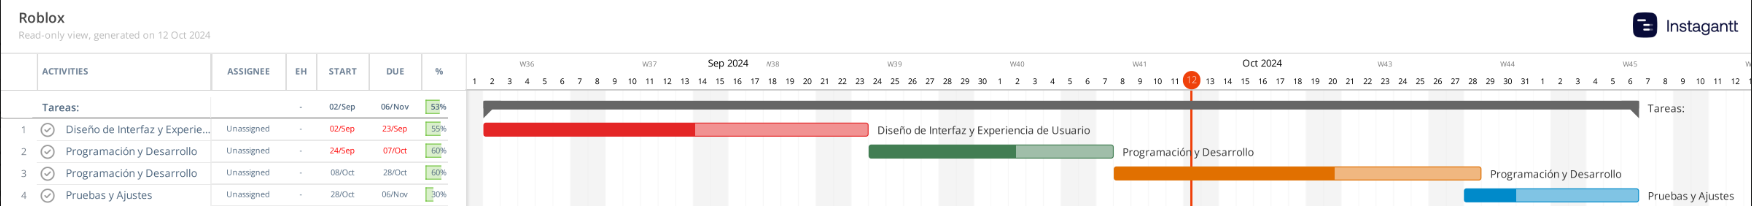 Roblox
Read-only view, generated on 12 Oct 2024
Instagantt
ACTIVITIES ASSIGNEE EH START DUE %
W36 W37 Sep 2024 W38 W39 W40 W41 Oct 2024 W43 W44 W45
1 2 3 4 5 6 7 8 9 10 11 12 13 14 15 16 17 18 19 20 21 22 23 24 25 26 27 28 29 30 1 2 3 4 5 6 7 8 9 10 11 12 13 14 15 16 17 18 19 20 21 22 23 24 25 26 27 28 29 30 31 1 2 3 4 5 6 7 8 9 10 11 12
Tareas: - 02/Sep 06/Nov 53% Tareas:
1 Diseño de Interfaz y Experie... Unassigned - 02/Sep 23/Sep 55% Diseño de Interfaz y Experiencia de Usuario
2 Programación y Desarrollo Unassigned - 24/Sep 07/Oct 60% Programación y Desarrollo
3 Programación y Desarrollo Unassigned - 08/Oct 28/Oct 60% Programación y Desarrollo
4 Pruebas y Ajustes Unassigned - 28/Oct 06/Nov 30% Pruebas y Ajustes